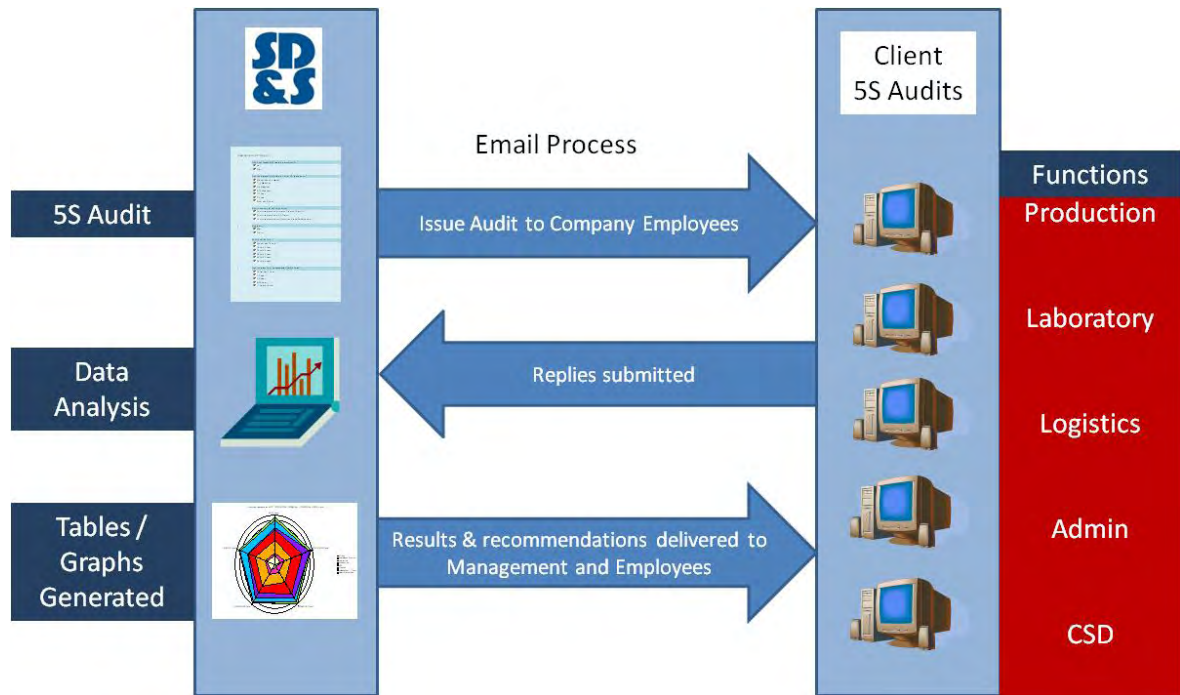 SD
&S
Client
5S Audits
Email Process
Functions
5S Audit
Issue Audit to Company Employees
Production
Laboratory
Data
Analysis
Replies submitted
Logistics
Tables /
Graphs
Generated
Results & recommendations delivered to
Management and Employees
Admin
CSD